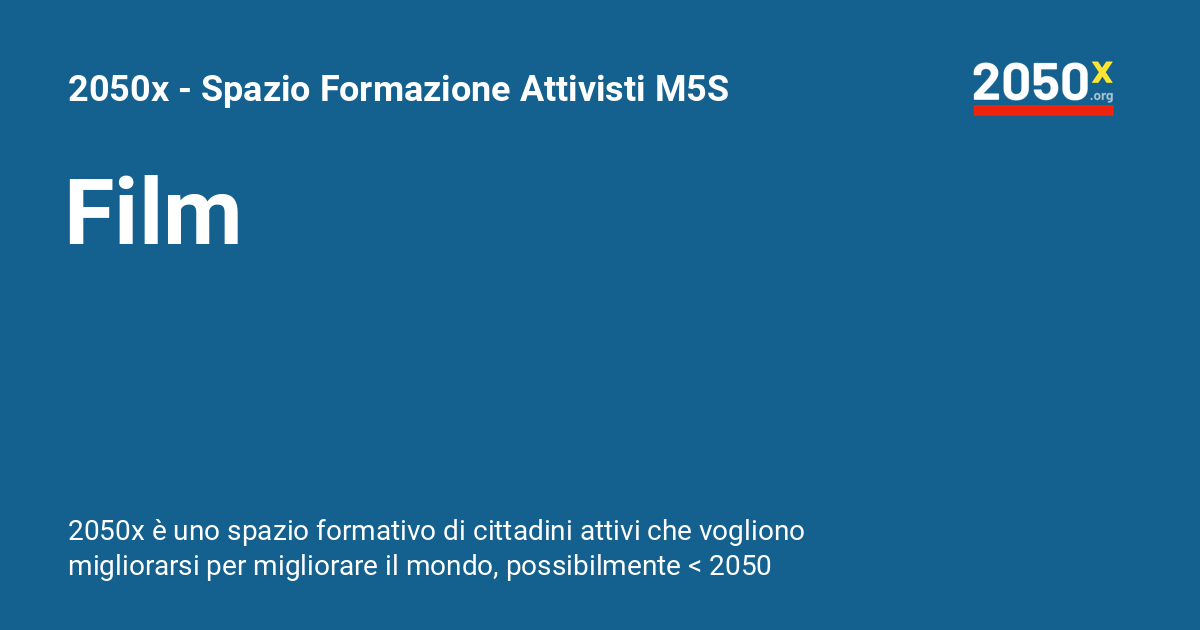 2050x - Spazio Formazione Attivisti M5S
2050x
.org
Film
2050x è uno spazio formativo di cittadini attivi che vogliono
migliorarsi per migliorare il mondo, possibilmente < 2050